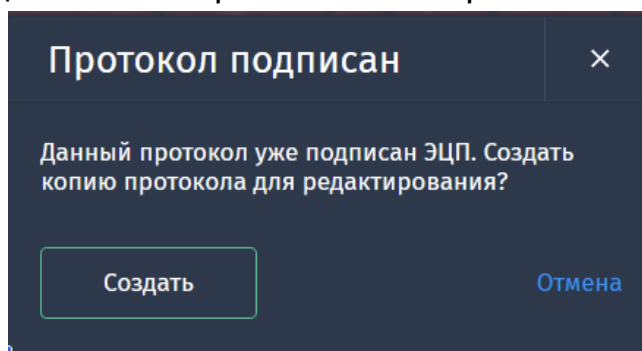 Протокол подписан
Данный протокол уже подписан ЭЦП. Создать
копию протокола для редактирования?
Создать
Отмена